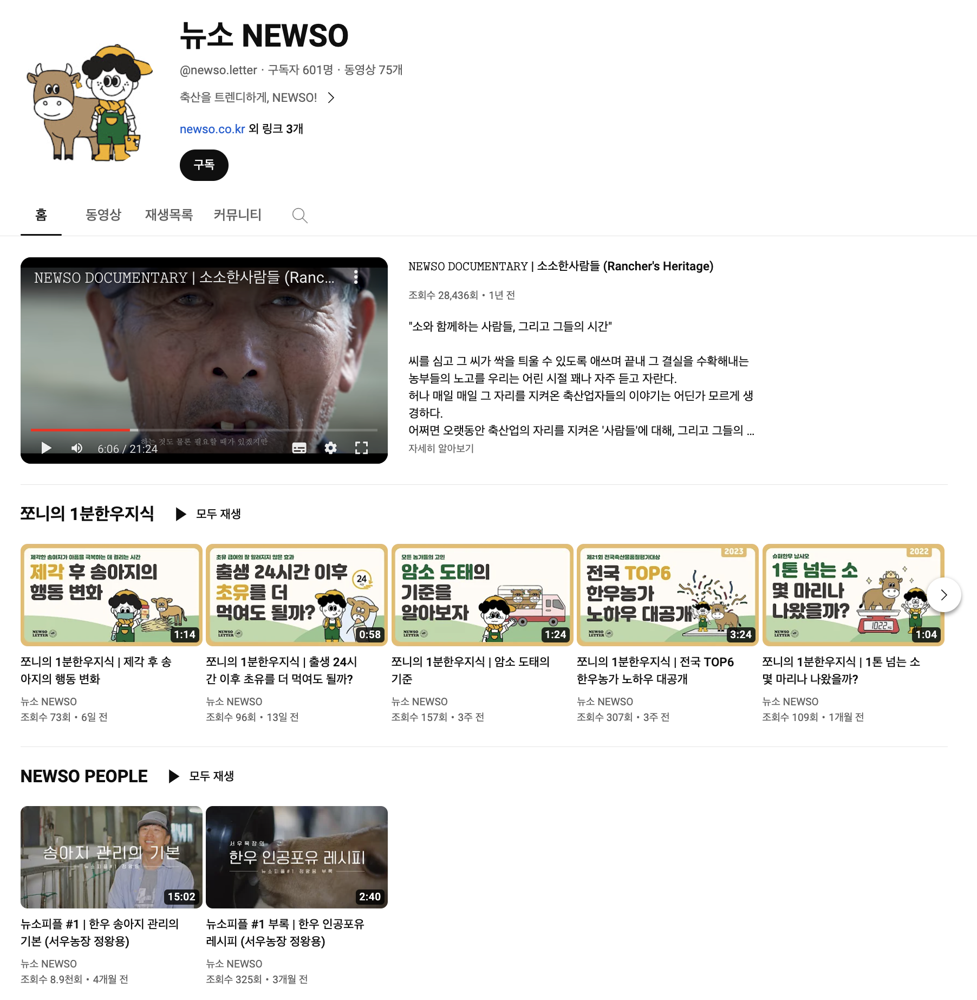 뉴소 NEWSO
@newso.letter · 구독자 601명 · 동영상 75개
축산을 트렌디하게, NEWSO!
newso.co.kr 외 링크 3개
구독
홈
동영상
재생목록
커뮤니티
NEWSO DOCUMENTARY | 소소한사람들 (Ranc...
하는 것도 물론 필요할 때가 있겠지만
6:06 / 21:24
NEWSO DOCUMENTARY | 소소한사람들 (Rancher's Heritage)
조회수 28,436회 • 1년 전
"소와 함께하는 사람들, 그리고 그들의 시간"
씨를 심고 그 씨가 싹을 틔울 수 있도록 애쓰며 끝내 그 결실을 수확해내는
농부들의 노고를 우리는 어린 시절 꽤나 자주 듣고 자란다.
허나 매일 매일 그 자리를 지켜온 축산업자들의 이야기는 어딘가 모르게 생
경하다.
어쩌면 오랫동안 축산업의 자리를 지켜온 '사람들'에 대해, 그리고 그들의 ...
자세히 알아보기
쪼니의 1분한우지식
모두 재생
제각한 송아지가 아픔을 극복하는 데 걸리는 시간
제각 후 송아지의
행동 변화
NEWSO
LETTER
1:14
쪼니의 1분한우지식 | 제각 후 송
아지의 행동 변화
뉴소 NEWSO
조회수 73회 • 6일 전
초유 급여의 잘 알려지지 않은 효과
출생 24시간 이후
초유를 더
먹여도 될까?
24
시간
NEWSO
LETTER
0:58
쪼니의 1분한우지식 | 출생 24시
간 이후 초유를 더 먹여도 될까?
뉴소 NEWSO
조회수 96회 • 13일 전
모든 농가들의 고민
암소 도태의
기준을
알아보자
NEWSO
LETTER
1:24
쪼니의 1분한우지식 | 암소 도태의
기준
뉴소 NEWSO
조회수 157회 • 3주 전
2023
제21회 전국축산물품질평가대상
전국 TOP6
한우농가
노하우 대공개
NEWSO
LETTER
3:24
쪼니의 1분한우지식 | 전국 TOP6
한우농가 노하우 대공개
뉴소 NEWSO
조회수 307회 • 3주 전
2022
슈퍼한우 납시오
1톤 넘는 소
몇 마리나
나왔을까?
1022 KG
NEWSO
LETTER
1:04
쪼니의 1분한우지식 | 1톤 넘는 소
몇 마리나 나왔을까?
뉴소 NEWSO
조회수 109회 • 1개월 전
NEWSO PEOPLE
모두 재생
송아지 관리의 기본
뉴소피플#1 정왕용
15:02
뉴소피플 #1 | 한우 송아지 관리의
기본 (서우농장 정왕용)
뉴소 NEWSO
조회수 8.9천회 • 4개월 전
서우목장의
한우 인공포유 레시피
뉴소피플#1 정왕용 부록
2:40
뉴소피플 #1 부록 | 한우 인공포유
레시피 (서우농장 정왕용)
뉴소 NEWSO
조회수 325회 • 3개월 전